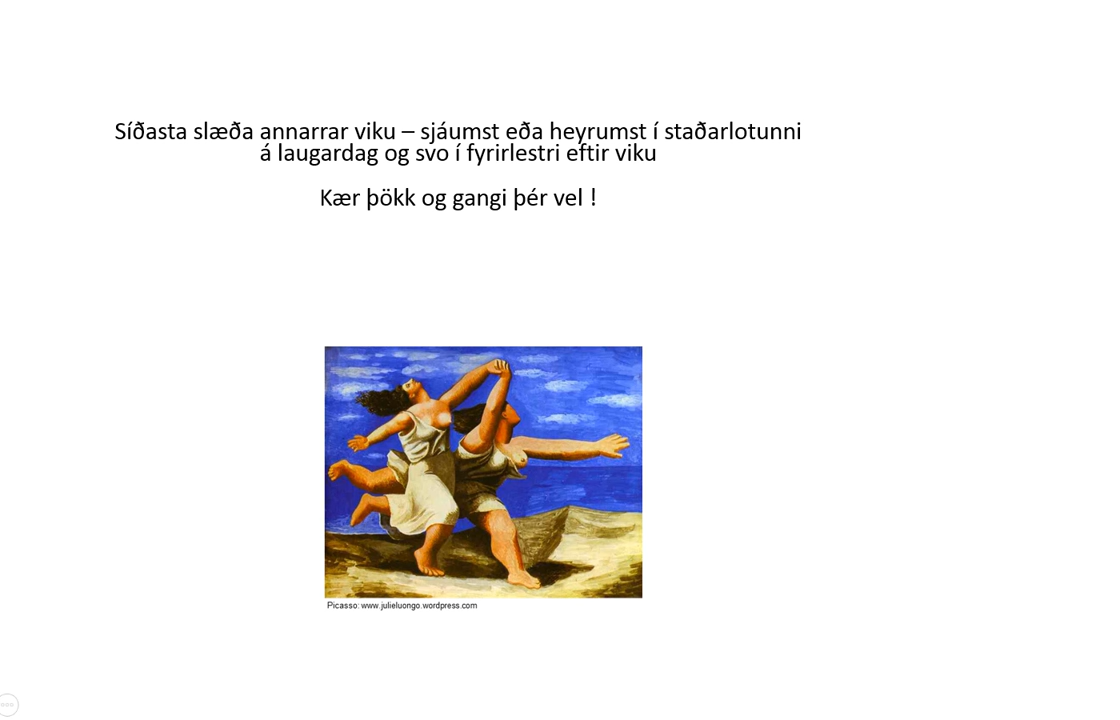 Síðasta slæða annarrar viku – sjáumst eða heyrumst í staðarlotunni
á laugardag og svo í fyrirlestri eftir viku
Kær þökk og gangi þér vel !
Picasso: www.julieluongo.wordpress.com